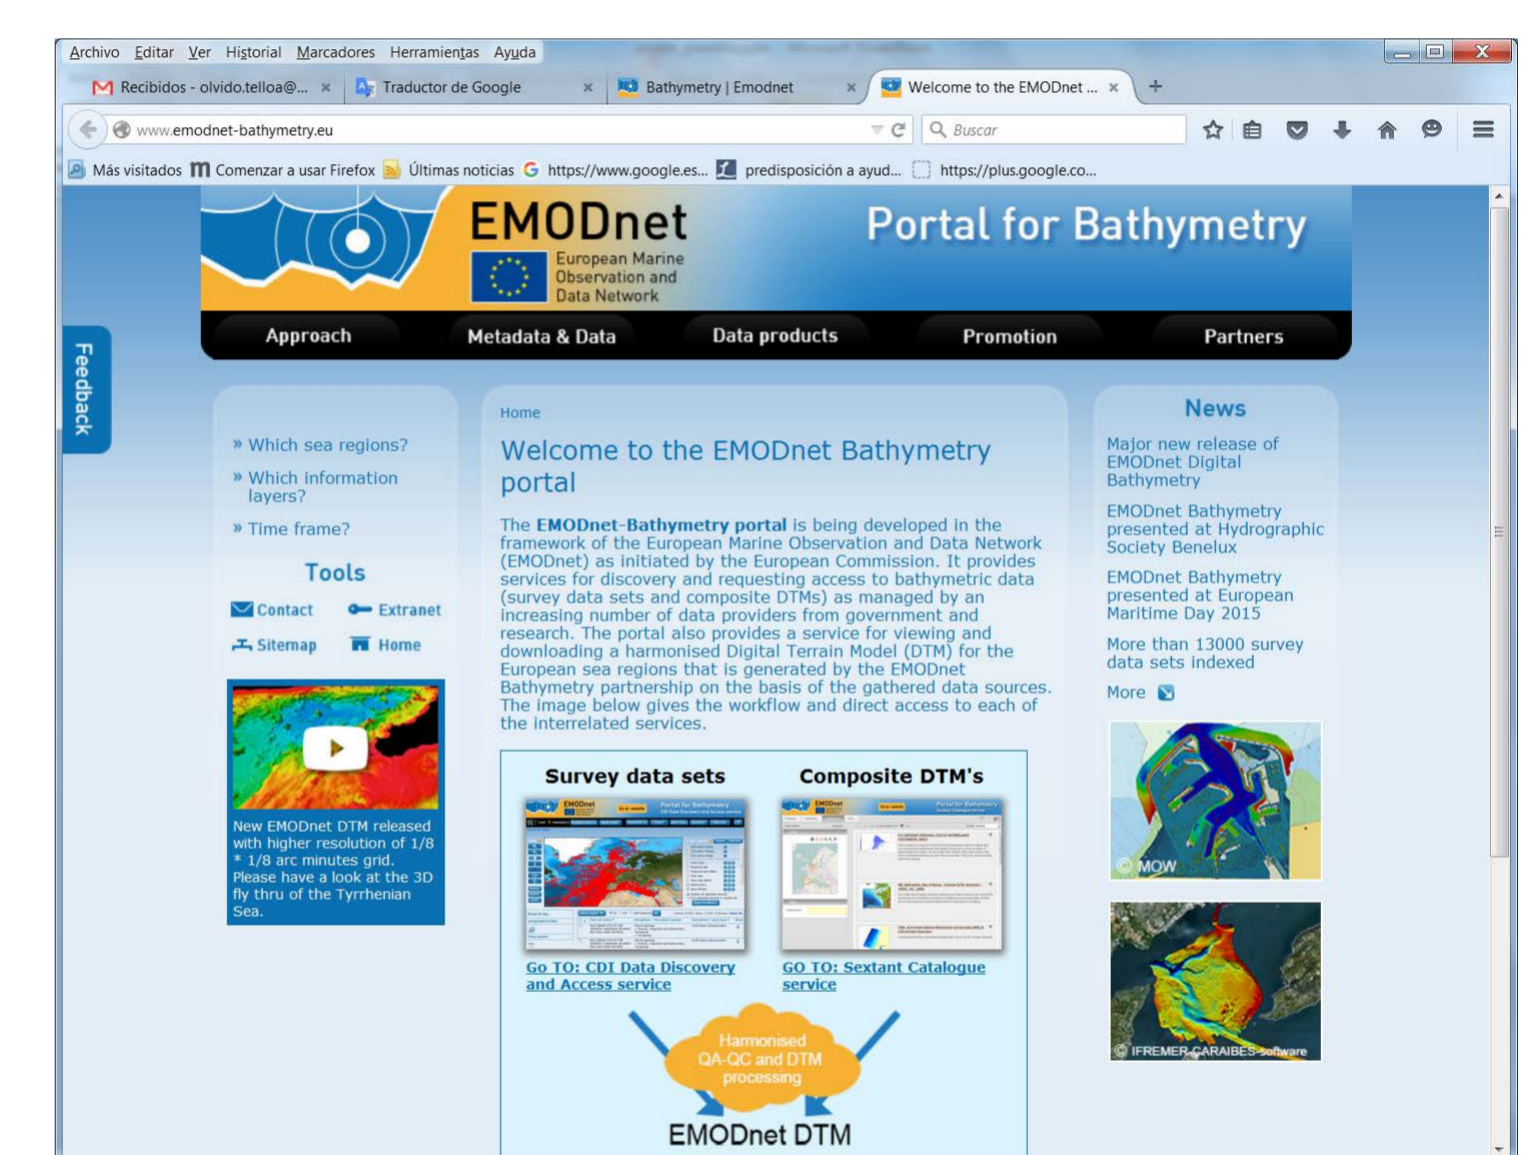 Archivo Editar Ver Historial Marcadores Herramientas Ayuda
Recibidos - olvido.telloa@... × Traductor de Google × Bathymetry | Emodnet × Welcome to the EMODnet ... × +
www.emodnet-bathymetry.eu
Buscar
Más visitados Comenzar a usar Firefox Últimas noticias https://www.google.es... predisposición a ayud... https://plus.google.co...
EMODnet
European Marine
Observation and
Data Network
Portal for Bathymetry
Approach Metadata & Data Data products Promotion Partners
Feedback
» Which sea regions?
» Which information
layers?
» Time frame?
Tools
Contact Extranet
Sitemap Home
New EMODnet DTM released
with higher resolution of 1/8
* 1/8 arc minutes grid.
Please have a look at the 3D
fly thru of the Tyrrhenian
Sea.
Home
Welcome to the EMODnet Bathymetry
portal
The EMODnet-Bathymetry portal is being developed in the
framework of the European Marine Observation and Data Network
(EMODnet) as initiated by the European Commission. It provides
services for discovery and requesting access to bathymetric data
(survey data sets and composite DTMs) as managed by an
increasing number of data providers from government and
research. The portal also provides a service for viewing and
downloading a harmonised Digital Terrain Model (DTM) for the
European sea regions that is generated by the EMODnet
Bathymetry partnership on the basis of the gathered data sources.
The image below gives the workflow and direct access to each of
the interrelated services.
Survey data sets
EMODnet
Portal for Bathymetry
Go TO: CDI Data Discovery
and Access service
Composite DTM's
EMODnet
Portal for Bathymetry
GO TO: Sextant Catalogue
service
Harmonised
QA-QC and DTM
processing
EMODnet DTM
News
Major new release of
EMODnet Digital
Bathymetry
EMODnet Bathymetry
presented at Hydrographic
Society Benelux
EMODnet Bathymetry
presented at European
Maritime Day 2015
More than 13000 survey
data sets indexed
More
© MOW
© IFREMER-CARAIBES-software